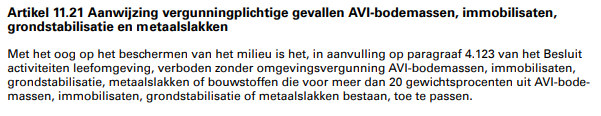 Artikel 11.21 Aanwijzing vergunningplichtige gevallen AVI-bodemassen, immobilisaten,
grondstabilisatie en metaalslakken
Met het oog op het beschermen van het milieu is het, in aanvulling op paragraaf 4.123 van het Besluit
activiteiten leefomgeving, verboden zonder omgevingsvergunning AVI-bodemassen, immobilisaten,
grondstabilisatie, metaalslakken of bouwstoffen die voor meer dan 20 gewichtsprocenten uit AVI-bode-
massen, immobilisaten, grondstabilisatie of metaalslakken bestaan, toe te passen.